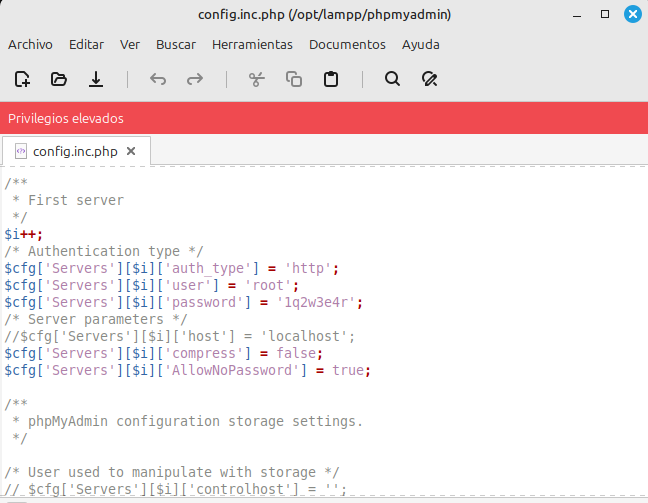 config.inc.php (/opt/lampp/phpmyadmin)
Archivo Editar Ver Buscar Herramientas Documentos Ayuda
Privilegios elevados
config.inc.php
/**
 * First server
 */
$i++;
/* Authentication type */
$cfg['Servers'][$i]['auth_type'] = 'http';
$cfg['Servers'][$i]['user'] = 'root';
$cfg['Servers'][$i]['password'] = '1q2w3e4r';
/* Server parameters */
//$cfg['Servers'][$i]['host'] = 'localhost';
$cfg['Servers'][$i]['compress'] = false;
$cfg['Servers'][$i]['AllowNoPassword'] = true;

/**
 * phpMyAdmin configuration storage settings.
 */

/* User used to manipulate with storage */
// $cfg['Servers'][$i]['controlhost'] = '';